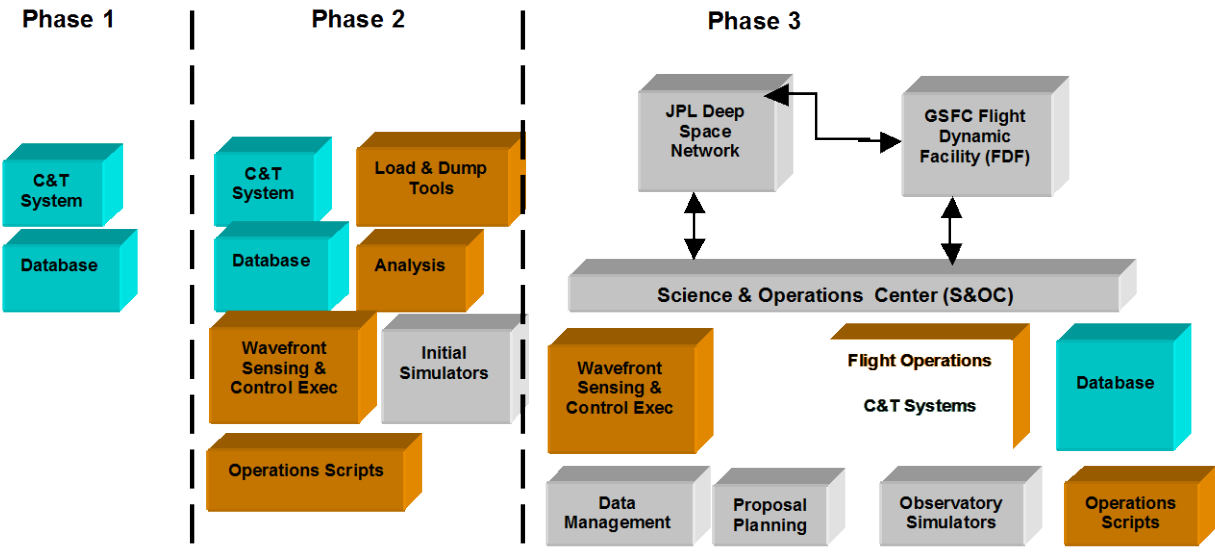 Phase 1
Phase 2
Phase 3
C&T
System
Database
C&T
System
Load & Dump
Tools
Database
Analysis
Wavefront
Sensing &
Control Exec
Initial
Simulators
Operations Scripts
JPL Deep
Space
Network
GSFC Flight
Dynamic
Facility (FDF)
Science & Operations Center (S&OC)
Wavefront
Sensing &
Control Exec
Flight Operations
C&T Systems
Database
Data
Management
Proposal
Planning
Observatory
Simulators
Operations
Scripts